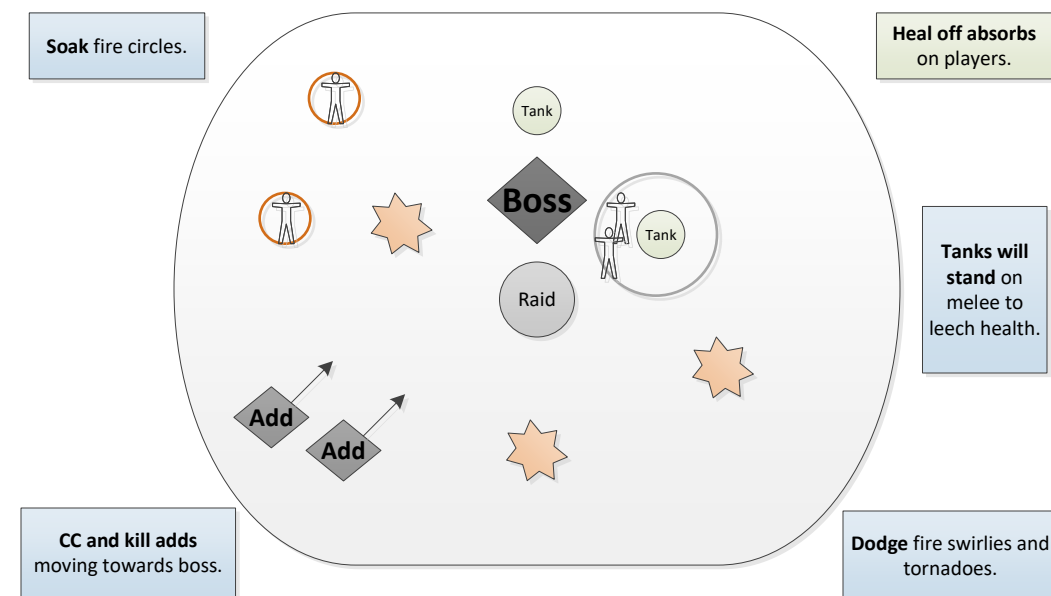 Soak fire circles.
Heal off absorbs
on players.
Tank
Boss
Tank
Raid
Tanks will
stand on
melee to
leech health.
Add
Add
CC and kill adds
moving towards boss.
Dodge fire swirlies and
tornadoes.